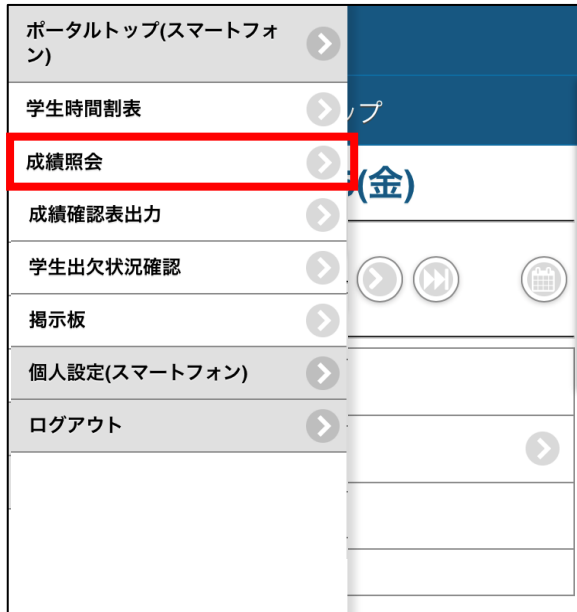 ポータルトップ(スマートフォ
ン)
学生時間割表
ップ
成績照会
(金)
成績確認表出力
学生出欠状況確認
掲示板
個人設定(スマートフォン)
ログアウト